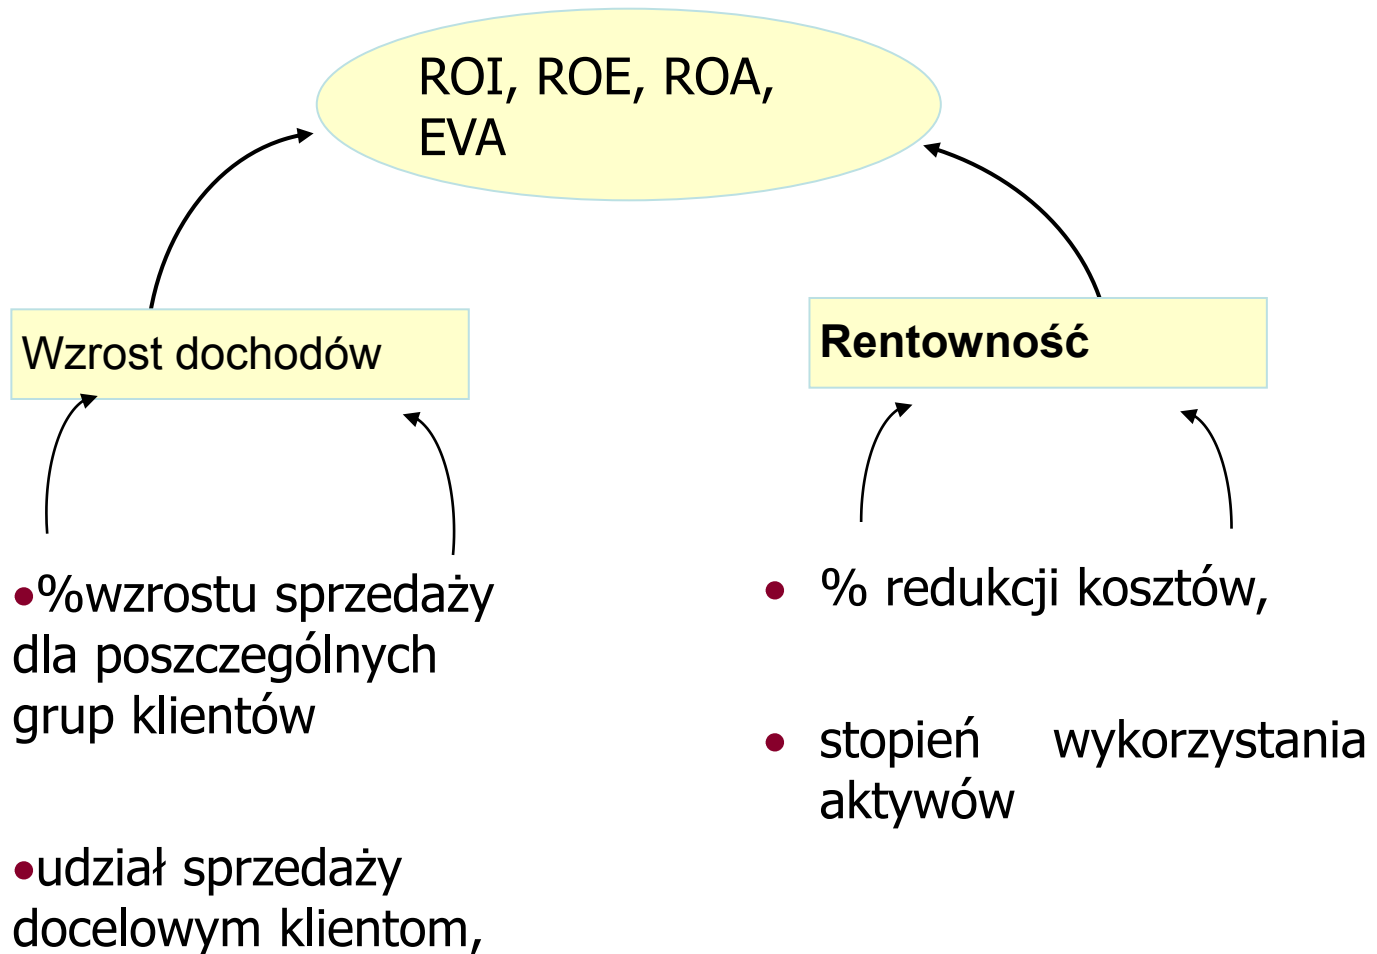 ROI, ROE, ROA,
EVA
Wzrost dochodów
Rentowność
•%wzrostu sprzedaży
dla poszczególnych
grup klientów
•udział sprzedaży
docelowym klientom,
• % redukcji kosztów,
• stopień wykorzystania
aktywów